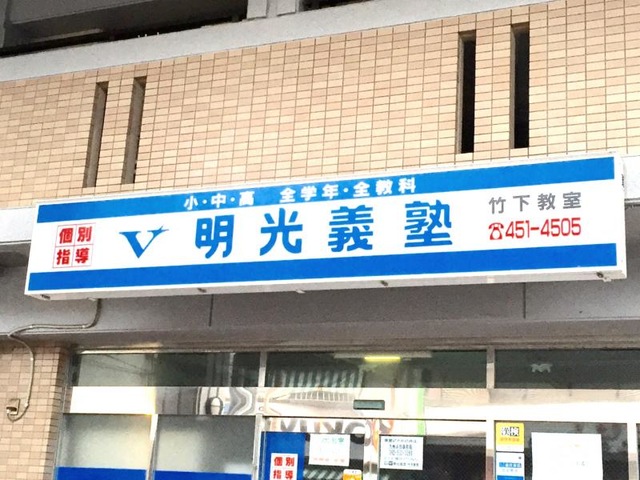 小・中・高 全学年・全教科
個別
指導
明光義塾
竹下教室
☎451-4505
個別
指導